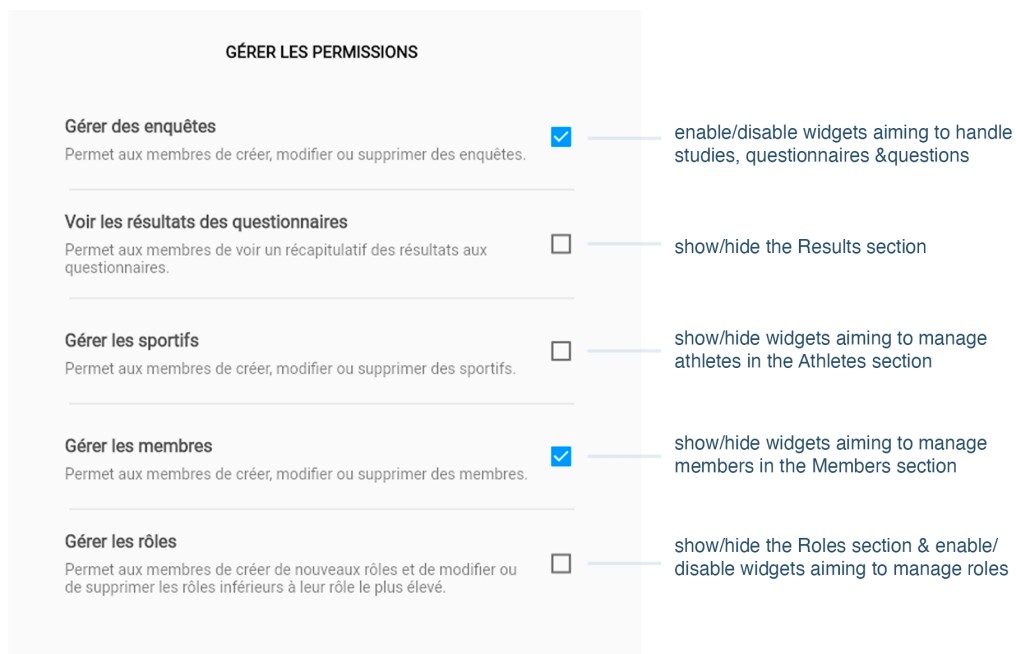 GÉRER LES PERMISSIONS
Gérer des enquêtes
Permet aux membres de créer, modifier ou supprimer des enquêtes.
enable/disable widgets aiming to handle
studies, questionnaires &questions
Voir les résultats des questionnaires
Permet aux membres de voir un récapitulatif des résultats aux
questionnaires.
show/hide the Results section
Gérer les sportifs
Permet aux membres de créer, modifier ou supprimer des sportifs.
show/hide widgets aiming to manage
athletes in the Athletes section
Gérer les membres
Permet aux membres de créer, modifier ou supprimer des membres.
show/hide widgets aiming to manage
members in the Members section
Gérer les rôles
Permet aux membres de créer de nouveaux rôles et de modifier ou
de supprimer les rôles inférieurs à leur rôle le plus élevé.
show/hide the Roles section & enable/
disable widgets aiming to manage roles